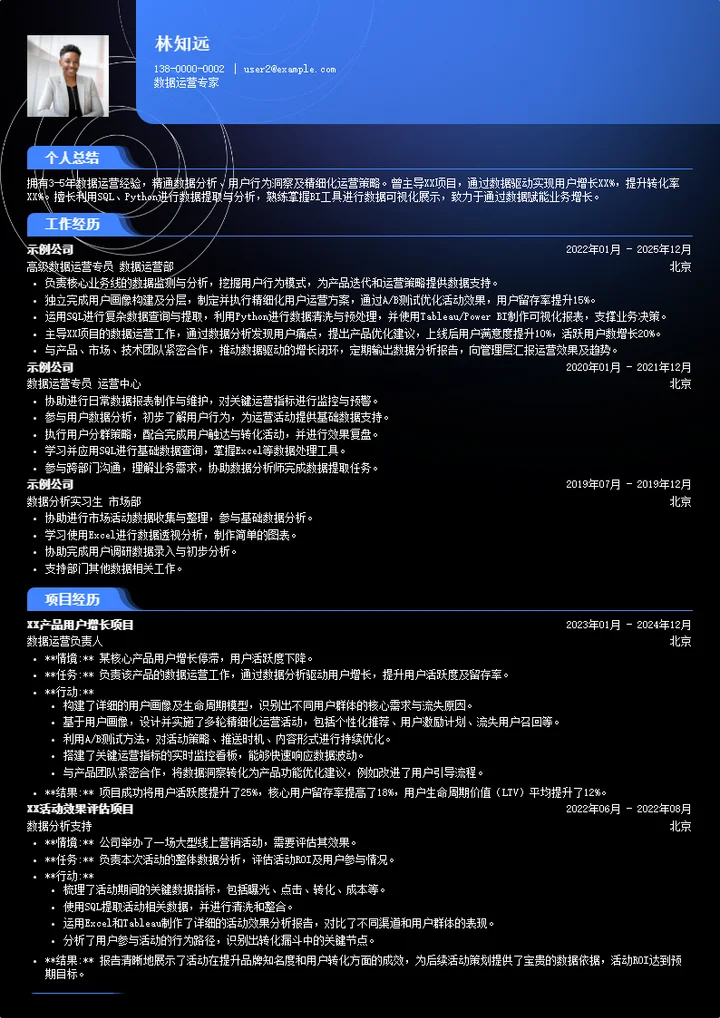 林知远
138-0000-0002 | user2@example.com
数据运营专家
个人总结
拥有3-5年数据运营经验，精通数据分析、用户行为洞察及精细化运营策略。曾主导XX项目，通过数据驱动实现用户增长XX%，提升转化率
XX%。擅长利用SQL、Python进行数据提取与分析，熟练掌握BI工具进行数据可视化展示，致力于通过数据赋能业务增长。
工作经历
示例公司 2022年01月 - 2025年12月
高级数据运营专员 数据运营部 北京
• 负责核心业务线的数据监测与分析，挖掘用户行为模式，为产品迭代和运营策略提供数据支持。
• 独立完成用户画像构建及分层，制定并执行精细化用户运营方案，通过A/B测试优化活动效果，用户留存率提升15%。
• 运用SQL进行复杂数据查询与提取，利用Python进行数据清洗与预处理，并使用Tableau/Power BI制作可视化报表，支撑业务决策。
• 主导XX项目的数据运营工作，通过数据分析发现用户痛点，提出产品优化建议，上线后用户满意度提升10%，活跃用户数增长20%。
• 与产品、市场、技术团队紧密合作，推动数据驱动的增长闭环，定期输出数据分析报告，向管理层汇报运营效果及趋势。
示例公司 2020年01月 - 2021年12月
数据运营专员 运营中心 北京
• 协助进行日常数据报表制作与维护，对关键运营指标进行监控与预警。
• 参与用户数据分析，初步了解用户行为，为运营活动提供基础数据支持。
• 执行用户分群策略，配合完成用户触达与转化活动，并进行效果复盘。
• 学习并应用SQL进行基础数据查询，掌握Excel等数据处理工具。
• 参与跨部门沟通，理解业务需求，协助数据分析师完成数据提取任务。
示例公司 2019年07月 - 2019年12月
数据分析实习生 市场部 北京
• 协助进行市场活动数据收集与整理，参与基础数据分析。
• 学习使用Excel进行数据透视分析，制作简单的图表。
• 协助完成用户调研数据录入与初步分析。
• 支持部门其他数据相关工作。
项目经历
XX产品用户增长项目 2023年01月 - 2024年12月
数据运营负责人 北京
• **情境:** 某核心产品用户增长停滞，用户活跃度下降。
• **任务:** 负责该产品的数据运营工作，通过数据分析驱动用户增长，提升用户活跃度及留存率。
• **行动:**
• 构建了详细的用户画像及生命周期模型，识别出不同用户群体的核心需求与流失原因。
• 基于用户画像，设计并实施了多轮精细化运营活动，包括个性化推荐、用户激励计划、流失用户召回等。
• 利用A/B测试方法，对活动策略、推送时机、内容形式进行持续优化。
• 搭建了关键运营指标的实时监控看板，能够快速响应数据波动。
• 与产品团队紧密合作，将数据洞察转化为产品功能优化建议，例如改进了用户引导流程。
• **结果:** 项目成功将用户活跃度提升了25%，核心用户留存率提高了18%，用户生命周期价值（LTV）平均提升了12%。
XX活动效果评估项目 2022年06月 - 2022年08月
数据分析支持 北京
• **情境:** 公司举办了一场大型线上营销活动，需要评估其效果。
• **任务:** 负责本次活动的整体数据分析，评估活动ROI及用户参与情况。
• **行动:**
• 梳理了活动期间的关键数据指标，包括曝光、点击、转化、成本等。
• 使用SQL提取活动相关数据，并进行清洗和整合。
• 运用Excel和Tableau制作了详细的活动效果分析报告，对比了不同渠道和用户群体的表现。
• 分析了用户参与活动的行为路径，识别出转化漏斗中的关键节点。
• **结果:** 报告清晰地展示了活动在提升品牌知名度和用户转化方面的成效，为后续活动策划提供了宝贵的数据依据，活动ROI达到预
期目标。